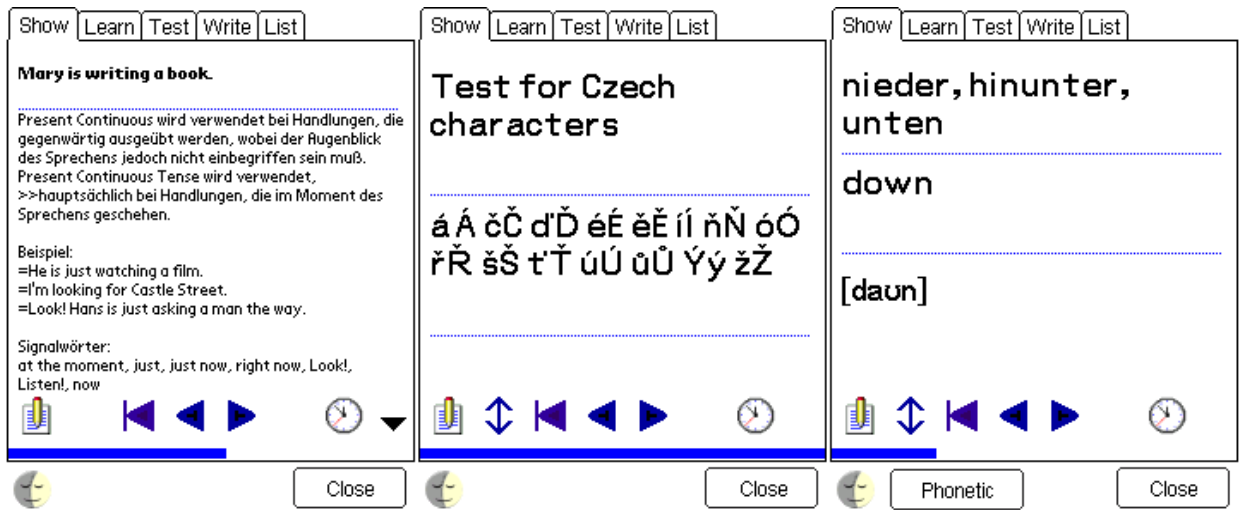 Show Learn Test Write List
Mary is writing a book.
Present Continuous wird verwendet bei Handlungen, die
gegenwärtig ausgeübt werden, wobei der Augenblick
des Sprechens jedoch nicht einbegriffen sein muß.
Present Continuous Tense wird verwendet,
>>hauptsächlich bei Handlungen, die im Moment des
Sprechens geschehen.
Beispiel:
=He is just watching a film.
=I'm looking for Castle Street.
=Look! Hans is just asking a man the way.
Signalwörter:
at the moment, just, just now, right now, Look!,
Listen!, now
Close
Show Learn Test Write List
Test for Czech
characters
áÁ čČ ďĎ éÉ ěĚ íÍ ňŇ óÓ
řŘ šŠ ťŤ úÚ ůŮ Ýý žŽ
Close
Show Learn Test Write List
nieder, hinunter,
unten
down
[daʊn]
Phonetic Close